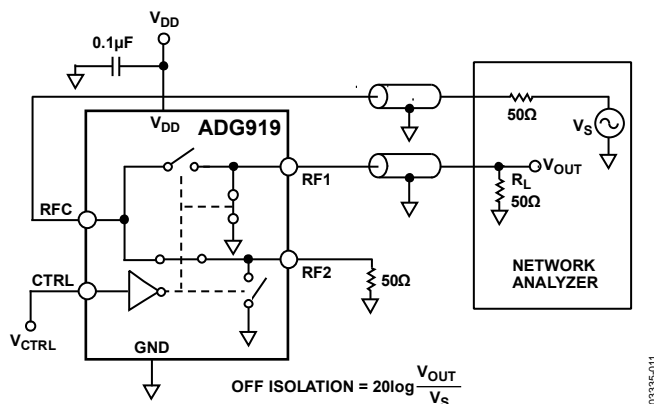 VDD
0.1µF
VDD
ADG919
50Ω
VS
RF1
VOUT
RL
50Ω
RFC
RF2
50Ω
CTRL
NETWORK
ANALYZER
VCTRL
GND
OFF ISOLATION = 20log VOUT
VS
03335-011